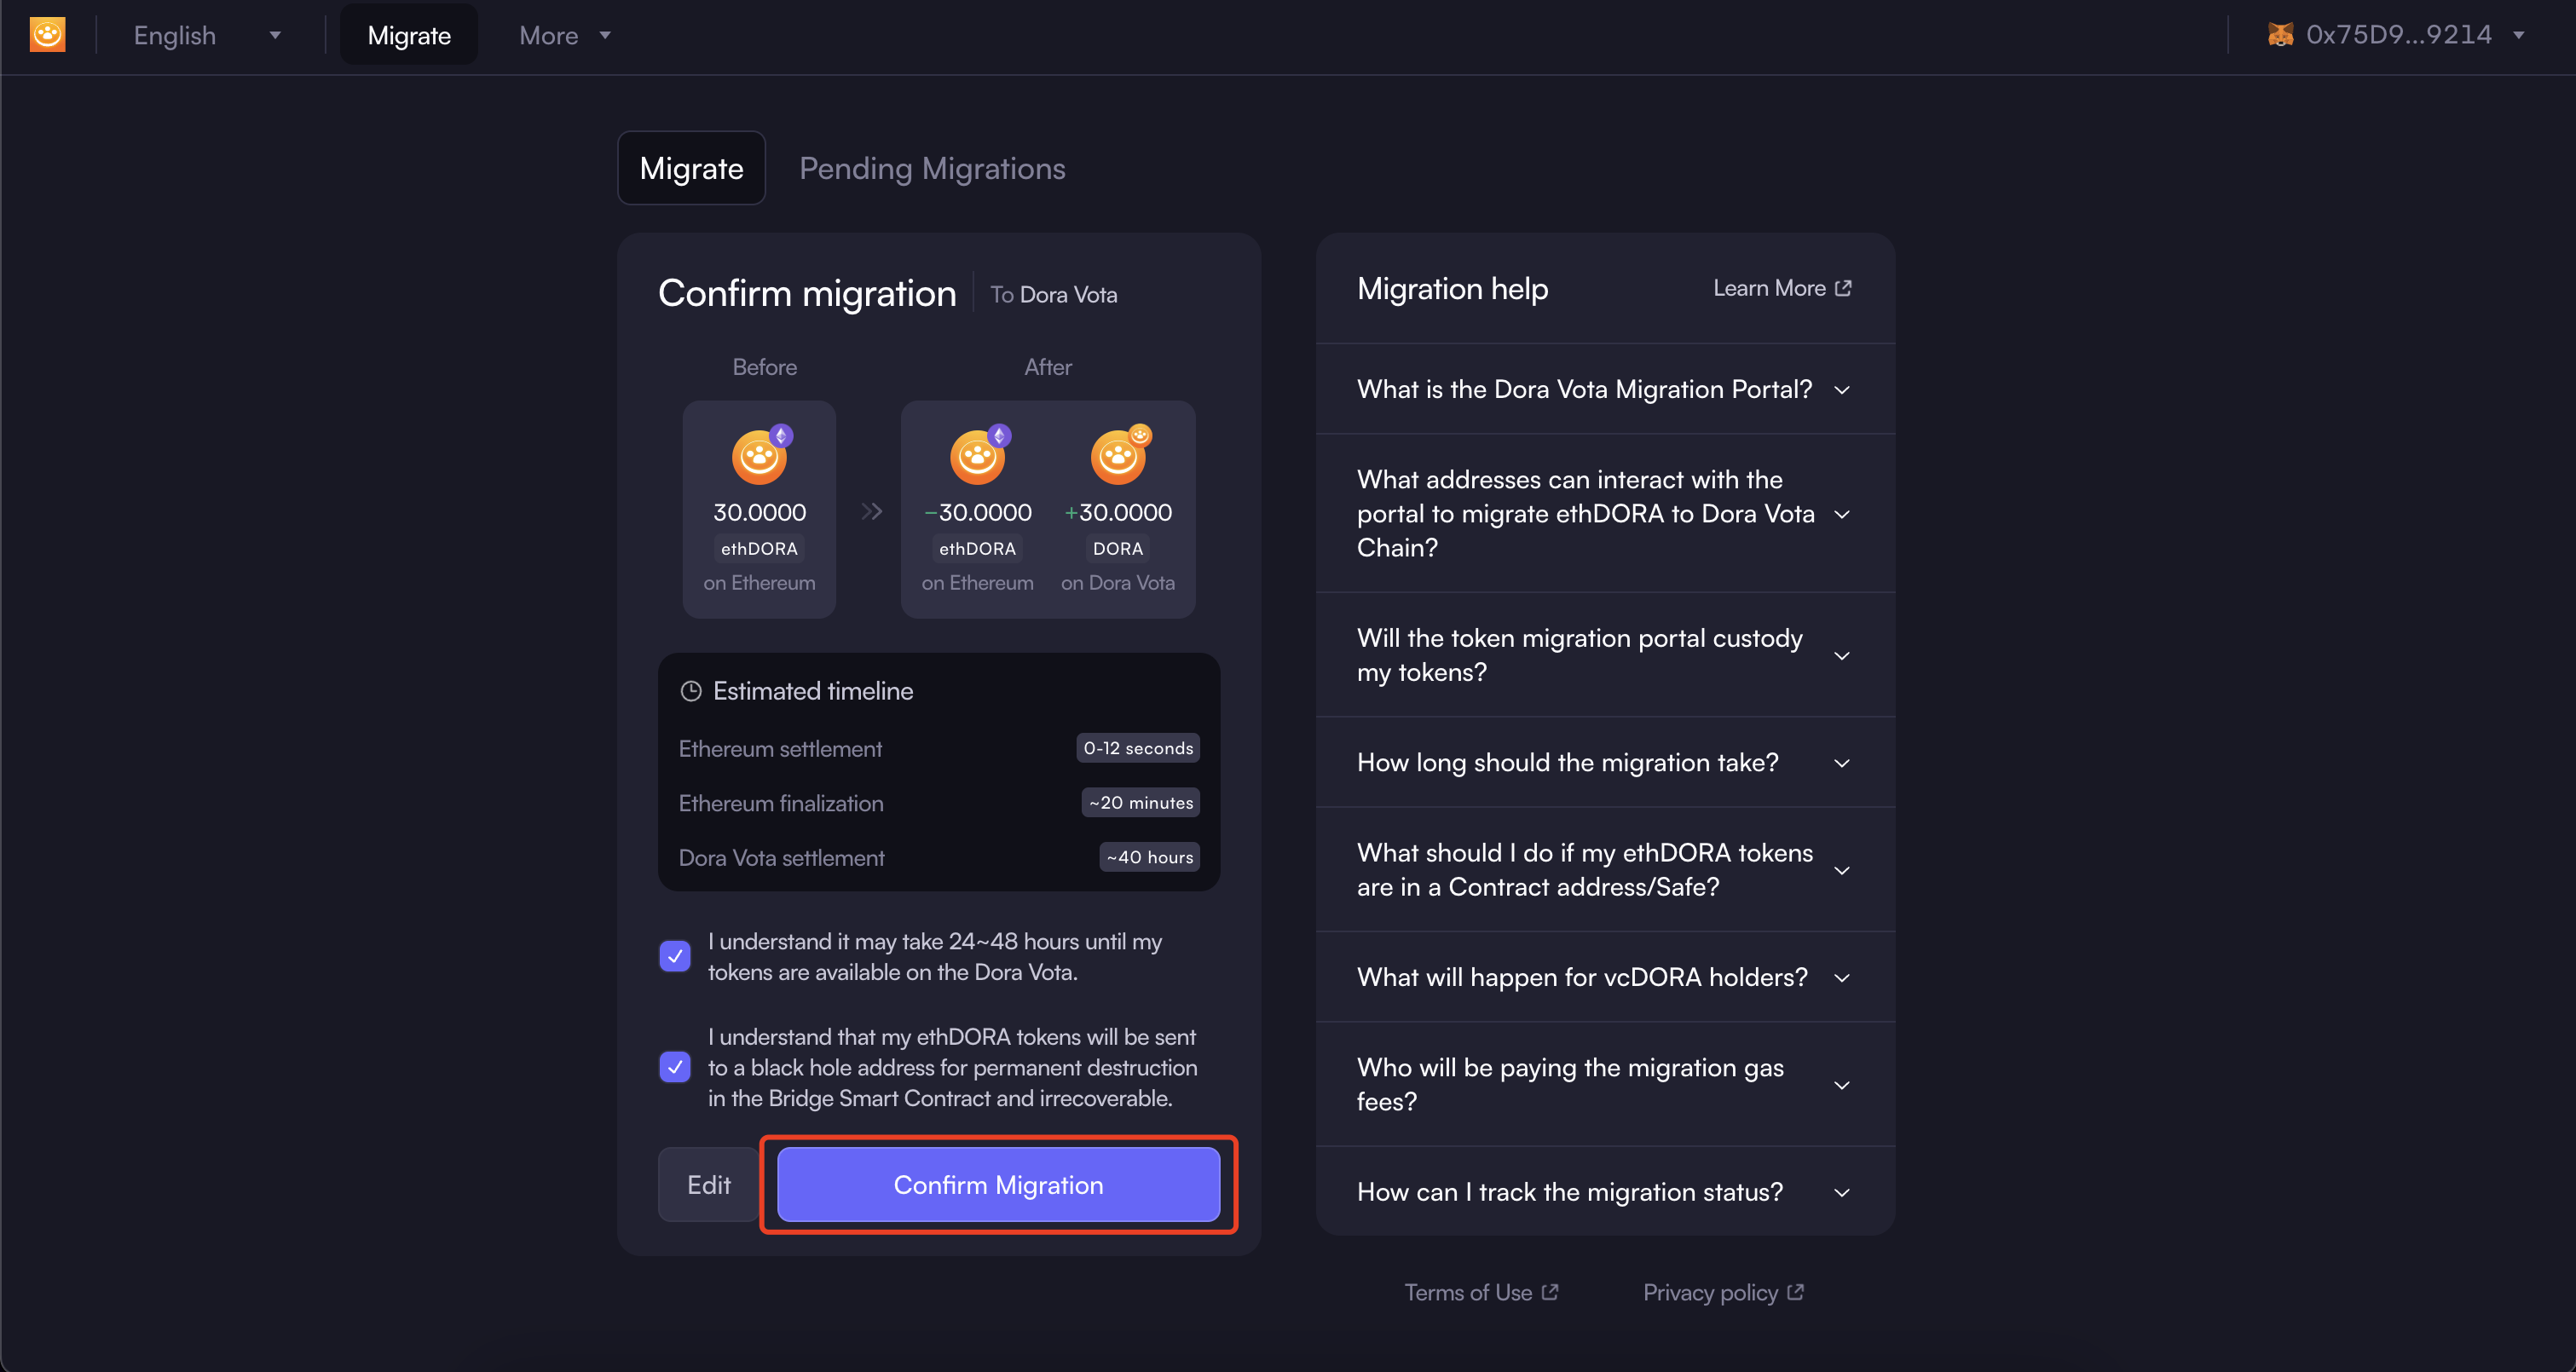 English
Migrate
More
0x75D9...9214
Migrate
Pending Migrations
Confirm migration
To Dora Vota
Before
After
30.0000
ethDORA
on Ethereum
−30.0000
ethDORA
on Ethereum
+30.0000
DORA
on Dora Vota
Estimated timeline
Ethereum settlement
0-12 seconds
Ethereum finalization
~20 minutes
Dora Vota settlement
~40 hours
I understand it may take 24~48 hours until my
tokens are available on the Dora Vota.
I understand that my ethDORA tokens will be sent
to a black hole address for permanent destruction
in the Bridge Smart Contract and irrecoverable.
Edit
Confirm Migration
Migration help
Learn More
What is the Dora Vota Migration Portal?
What addresses can interact with the
portal to migrate ethDORA to Dora Vota
Chain?
Will the token migration portal custody
my tokens?
How long should the migration take?
What should I do if my ethDORA tokens
are in a Contract address/Safe?
What will happen for vcDORA holders?
Who will be paying the migration gas
fees?
How can I track the migration status?
Terms of Use
Privacy policy